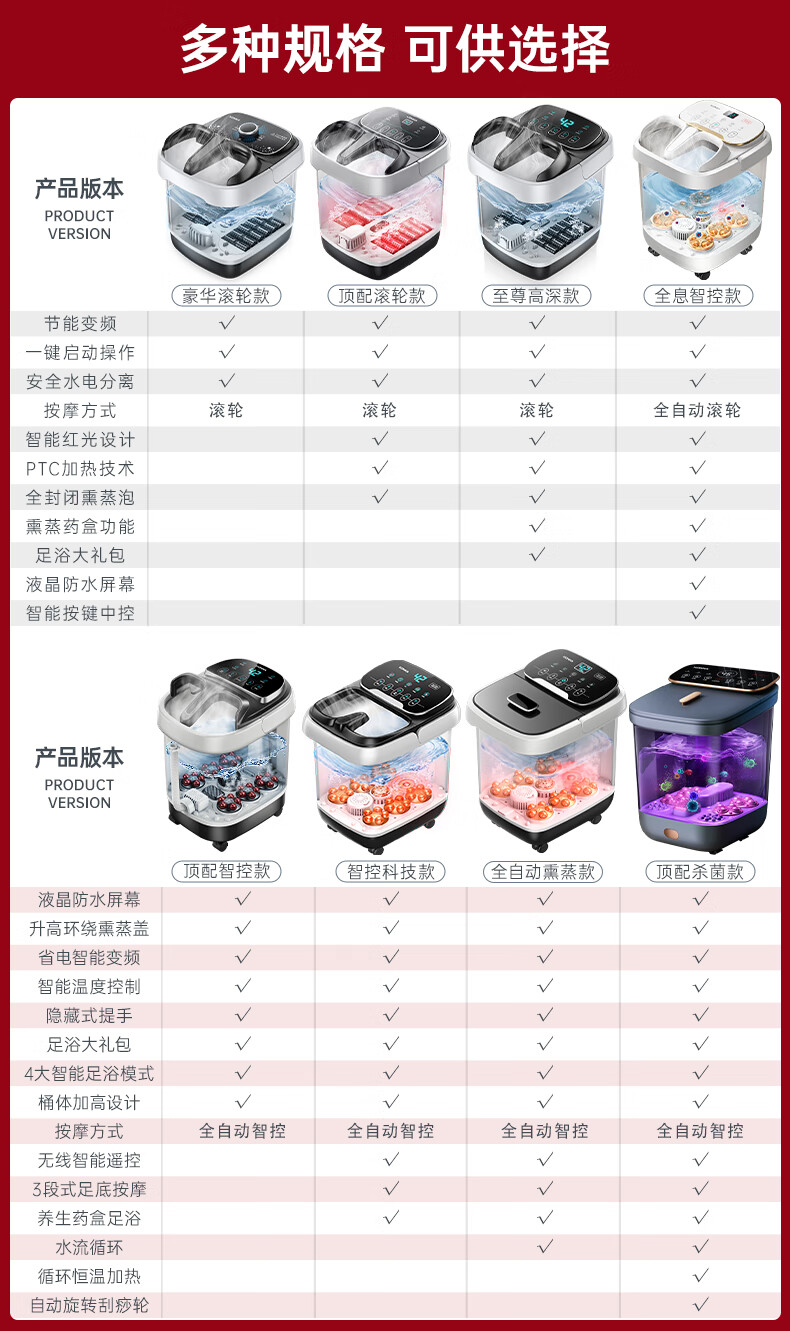 多种规格 可供选择
产品版本
PRODUCT
VERSION
豪华滚轮款 顶配滚轮款 至尊高深款 全息智控款
节能变频 √ √ √ √
一键启动操作 √ √ √ √
安全水电分离 √ √ √ √
按摩方式 滚轮 滚轮 滚轮 全自动滚轮
智能红光设计 √ √ √
PTC加热技术 √ √ √
全封闭熏蒸泡 √ √ √
熏蒸药盒功能 √ √
足浴大礼包 √ √
液晶防水屏幕 √
智能按键中控 √
产品版本
PRODUCT
VERSION
顶配智控款 智控科技款 全自动熏蒸款 顶配杀菌款
液晶防水屏幕 √ √ √ √
升高环绕熏蒸盖 √ √ √ √
省电智能变频 √ √ √ √
智能温度控制 √ √ √ √
隐藏式提手 √ √ √ √
足浴大礼包 √ √ √ √
4大智能足浴模式 √ √ √ √
桶体加高设计 √ √ √ √
按摩方式 全自动智控 全自动智控 全自动智控 全自动智控
无线智能遥控 √ √ √
3段式足底按摩 √ √ √
养生药盒足浴 √ √ √
水流循环 √ √
循环恒温加热 √
自动旋转刮痧轮 √